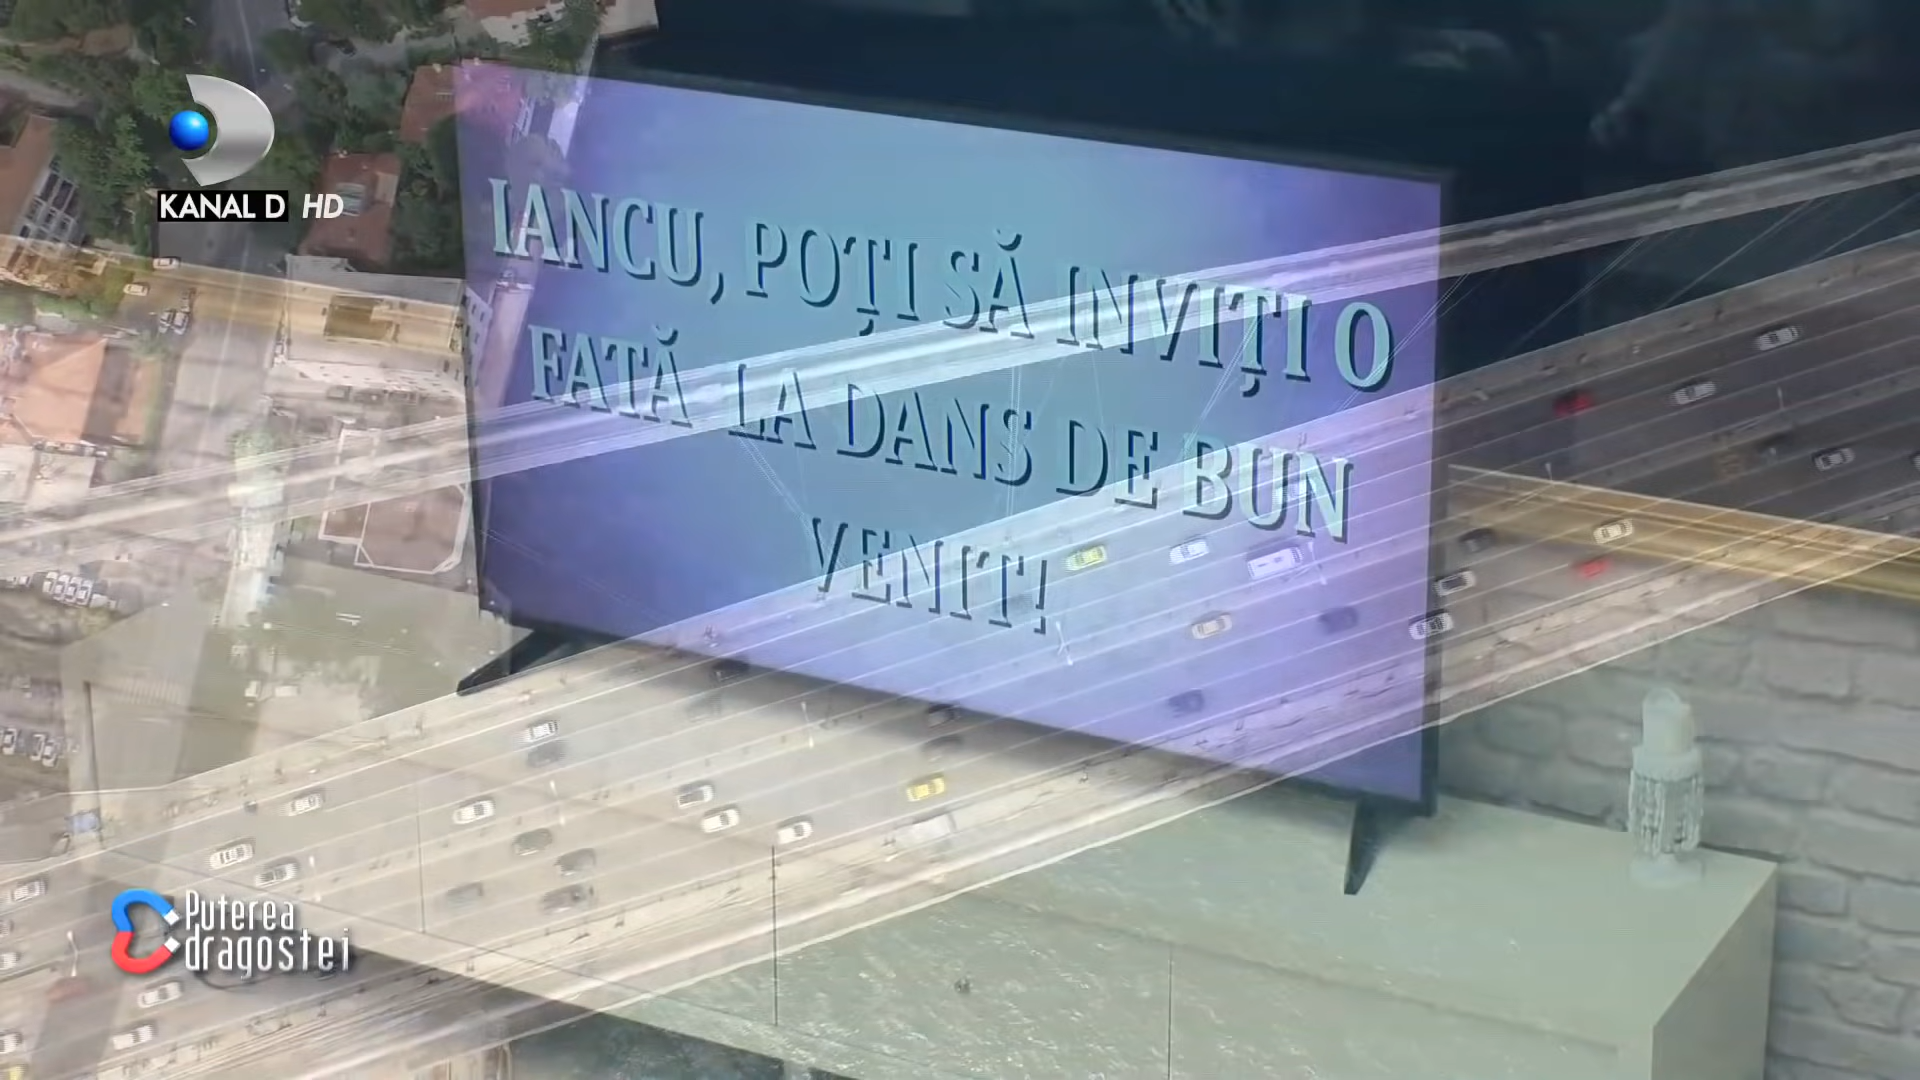 KANAL D HD
IANCU, POȚI SĂ INVIȚI O
FATĂ LA DANS DE BUN
VENIT!
Puterea
dragostei